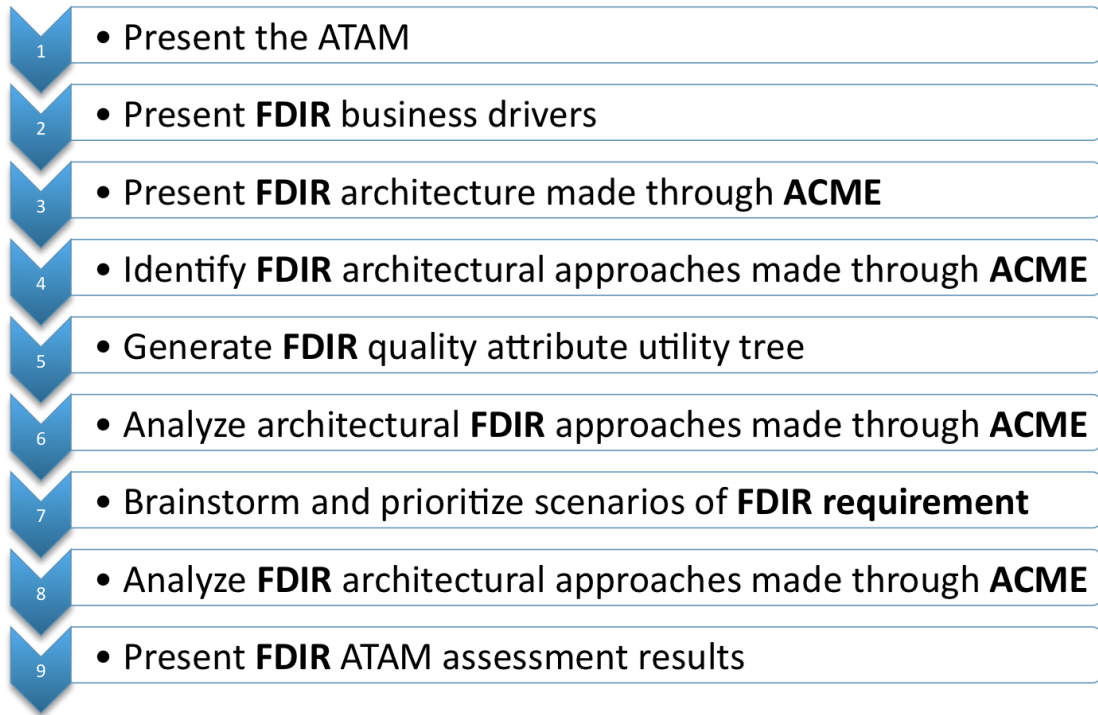 1 • Present the ATAM
2 • Present FDIR business drivers
3 • Present FDIR architecture made through ACME
4 • Identify FDIR architectural approaches made through ACME
5 • Generate FDIR quality attribute utility tree
6 • Analyze architectural FDIR approaches made through ACME
7 • Brainstorm and prioritize scenarios of FDIR requirement
8 • Analyze FDIR architectural approaches made through ACME
9 • Present FDIR ATAM assessment results